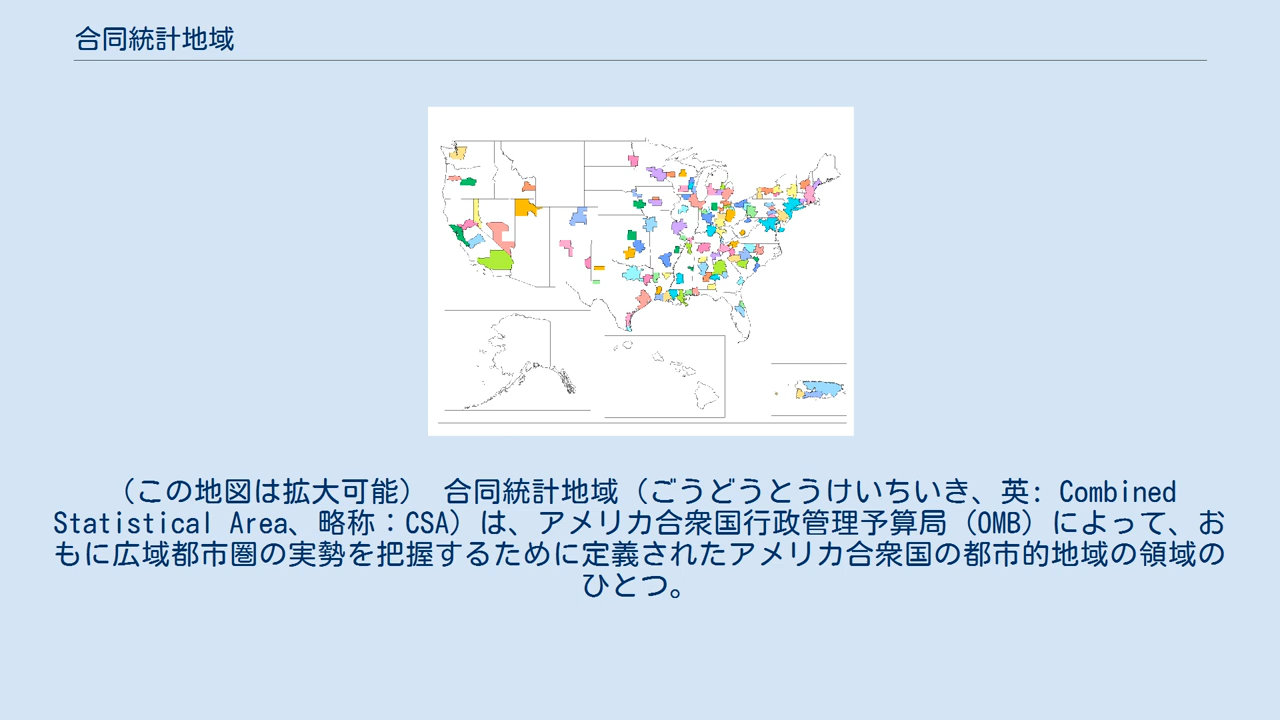 合同統計地域
（この地図は拡大可能） 合同統計地域（ごうどうとうけいちいき、英: Combined
Statistical Area、略称：CSA）は、アメリカ合衆国行政管理予算局（OMB）によって、お
もに広域都市圏の実勢を把握するために定義されたアメリカ合衆国の都市的地域の領域の
ひとつ。